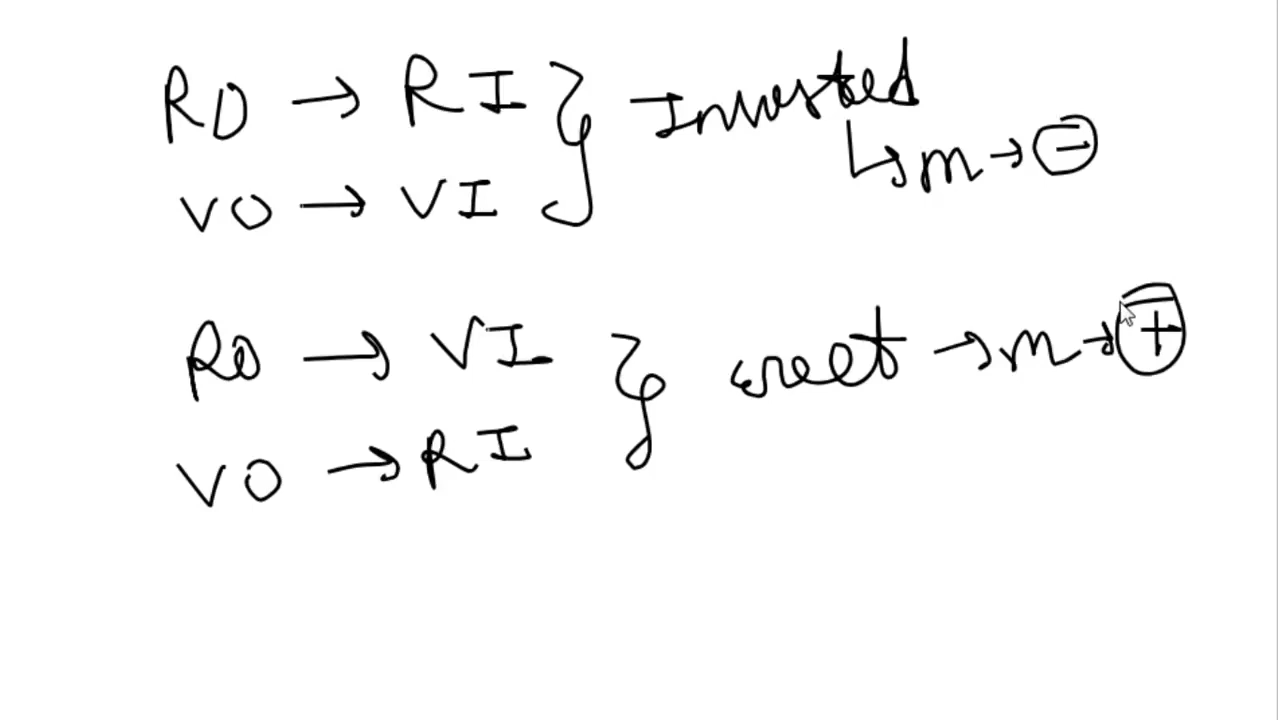 RO → RI } Inverted
↳ m → ⊖
VO → VI
RO → VI } erect → m → ⊕
VO → RI